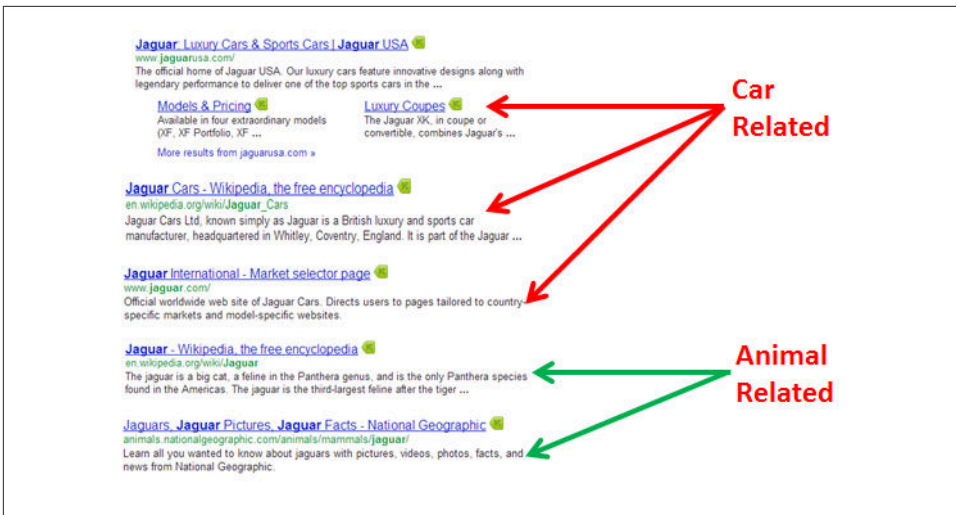 Jaguar: Luxury Cars & Sports Cars | Jaguar USA
www.jaguarusa.com/
The official home of Jaguar USA. Our luxury cars feature innovative designs along with
legendary performance to deliver one of the top sports cars in the ...
Models & Pricing
Available in four extraordinary models
(XF, XF Portfolio, XF ...
Luxury Coupes
The Jaguar XK, in coupe or
convertible, combines Jaguar's ...
More results from jaguarusa.com »
Jaguar Cars - Wikipedia, the free encyclopedia
en.wikipedia.org/wiki/Jaguar_Cars
Jaguar Cars Ltd, known simply as Jaguar is a British luxury and sports car
manufacturer, headquartered in Whitley, Coventry, England. It is part of the Jaguar ...
Jaguar International - Market selector page
www.jaguar.com/
Official worldwide web site of Jaguar Cars. Directs users to pages tailored to country-
specific markets and model-specific websites.
Jaguar - Wikipedia, the free encyclopedia
en.wikipedia.org/wiki/Jaguar
The jaguar is a big cat, a feline in the Panthera genus, and is the only Panthera species
found in the Americas. The jaguar is the third-largest feline after the tiger ...
Jaguars, Jaguar Pictures, Jaguar Facts - National Geographic
animals.nationalgeographic.com/animals/mammals/jaguar/
Learn all you wanted to know about jaguars with pictures, videos, photos, facts, and
news from National Geographic.
Car
Related
Animal
Related